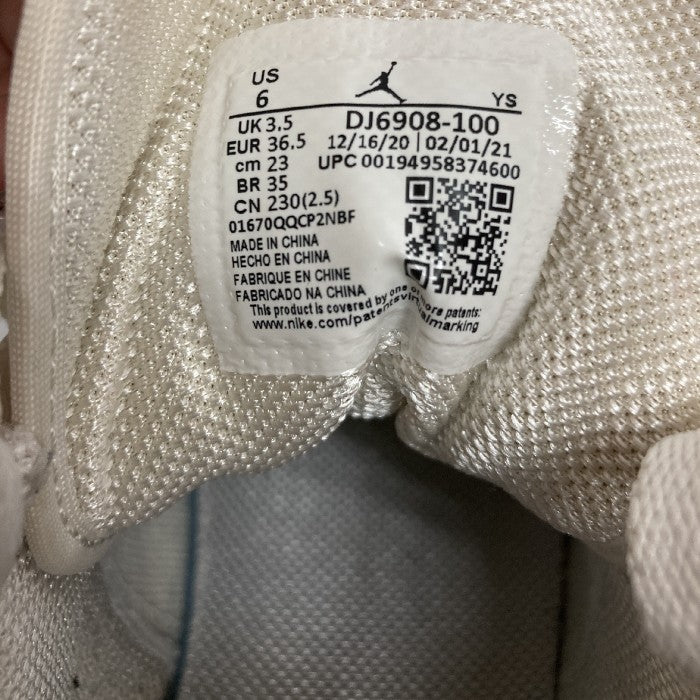 US
6 YS
UK 3.5 DJ6908-100
EUR 36.5 12/16/20 | 02/01/21
cm 23 UPC 00194958374600
BR 35
CN 230(2.5)
01670QQCP2NBF
MADE IN CHINA
HECHO EN CHINA
FABRIQUE EN CHINE
FABRICADO NA CHINA
This product is covered by one or more patents:
www.nike.com/patentsvirtualmarking